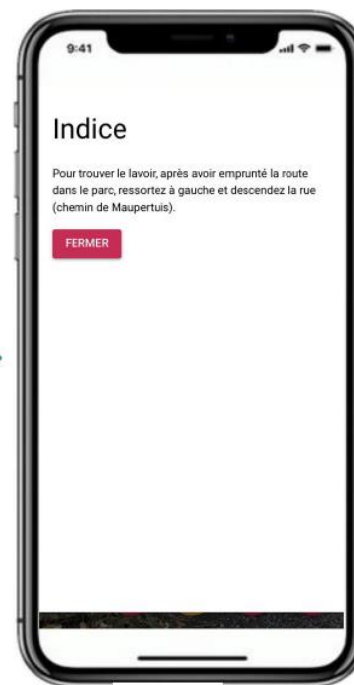 9:41
Indice
Pour trouver le lavoir, après avoir emprunté la route
dans le parc, ressortez à gauche et descendez la rue
(chemin de Maupertuis).
FERMER